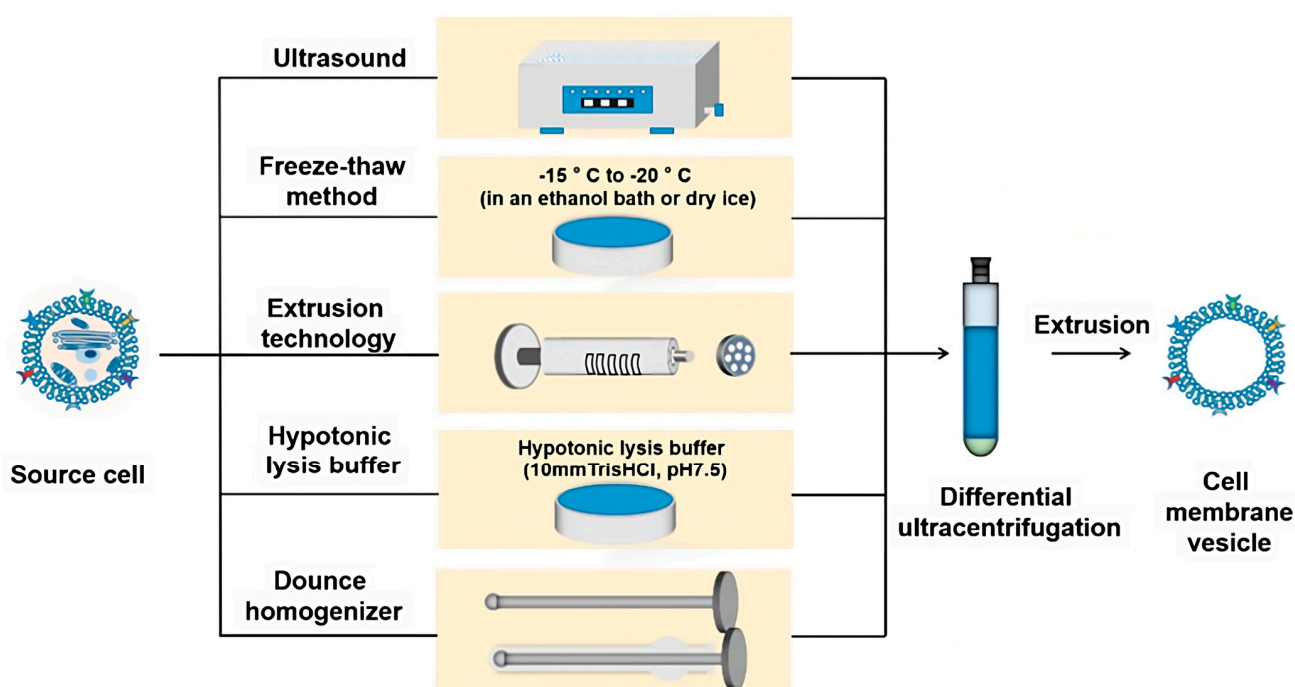 Ultrasound
Freeze-thaw
method
-15 ° C to -20 ° C
(in an ethanol bath or dry ice)
Extrusion
technology
Hypotonic
lysis buffer
Hypotonic lysis buffer
(10mmTrisHCI, pH7.5)
Dounce
homogenizer
Source cell
Differential
ultracentrifugation
Extrusion
Cell
membrane
vesicle